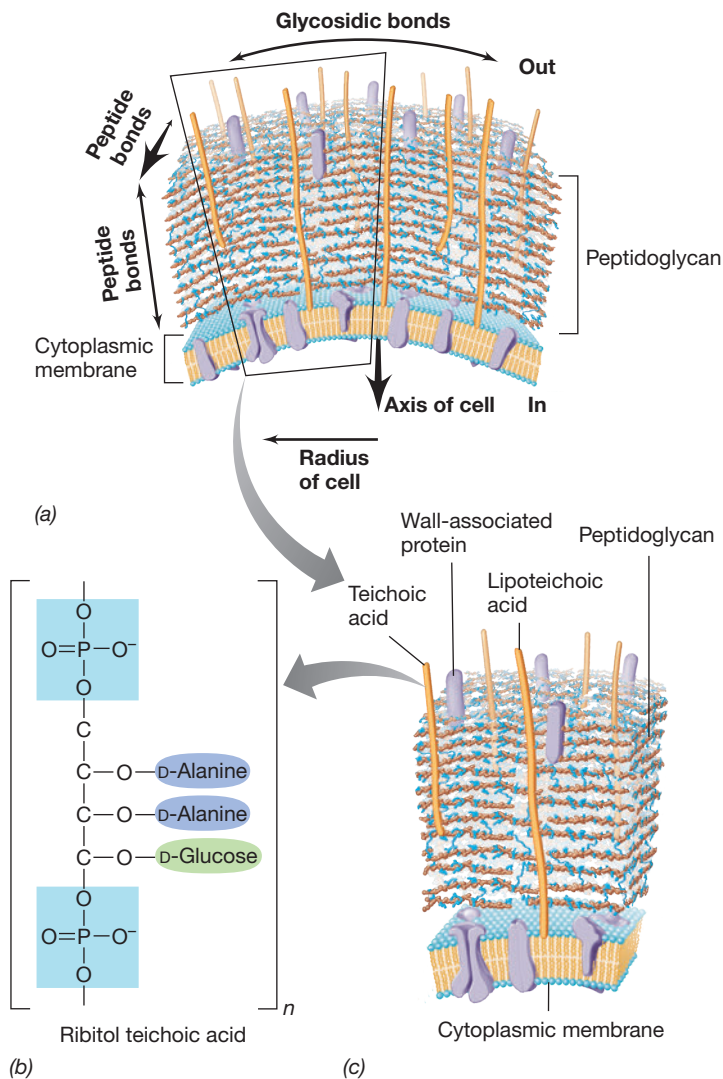 Glycosidic bonds
Out
Peptide
bonds
Peptide
bonds
Peptidoglycan
Cytoplasmic
membrane
Axis of cell
In
Radius
of cell
(a)
Wall-associated
protein
Peptidoglycan
Teichoic
acid
Lipoteichoic
acid
O
O=P—O−
O
C
C—O—D-Alanine
C—O—D-Alanine
C—O—D-Glucose
O
O=P—O−
O
n
Ribitol teichoic acid
Cytoplasmic membrane
(b)
(c)